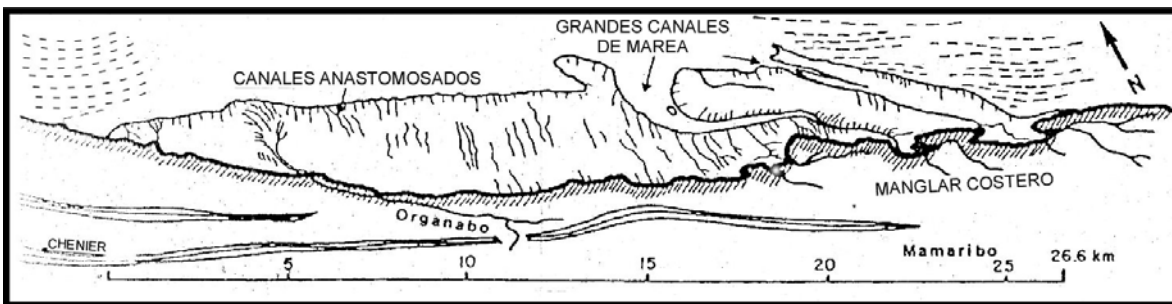 GRANDES CANALES
DE MAREA
CANALES ANASTOMOSADOS
N
MANGLAR COSTERO
Organabo
CHENIER
Mamaribo
5 10 15 20 25 26.6 km